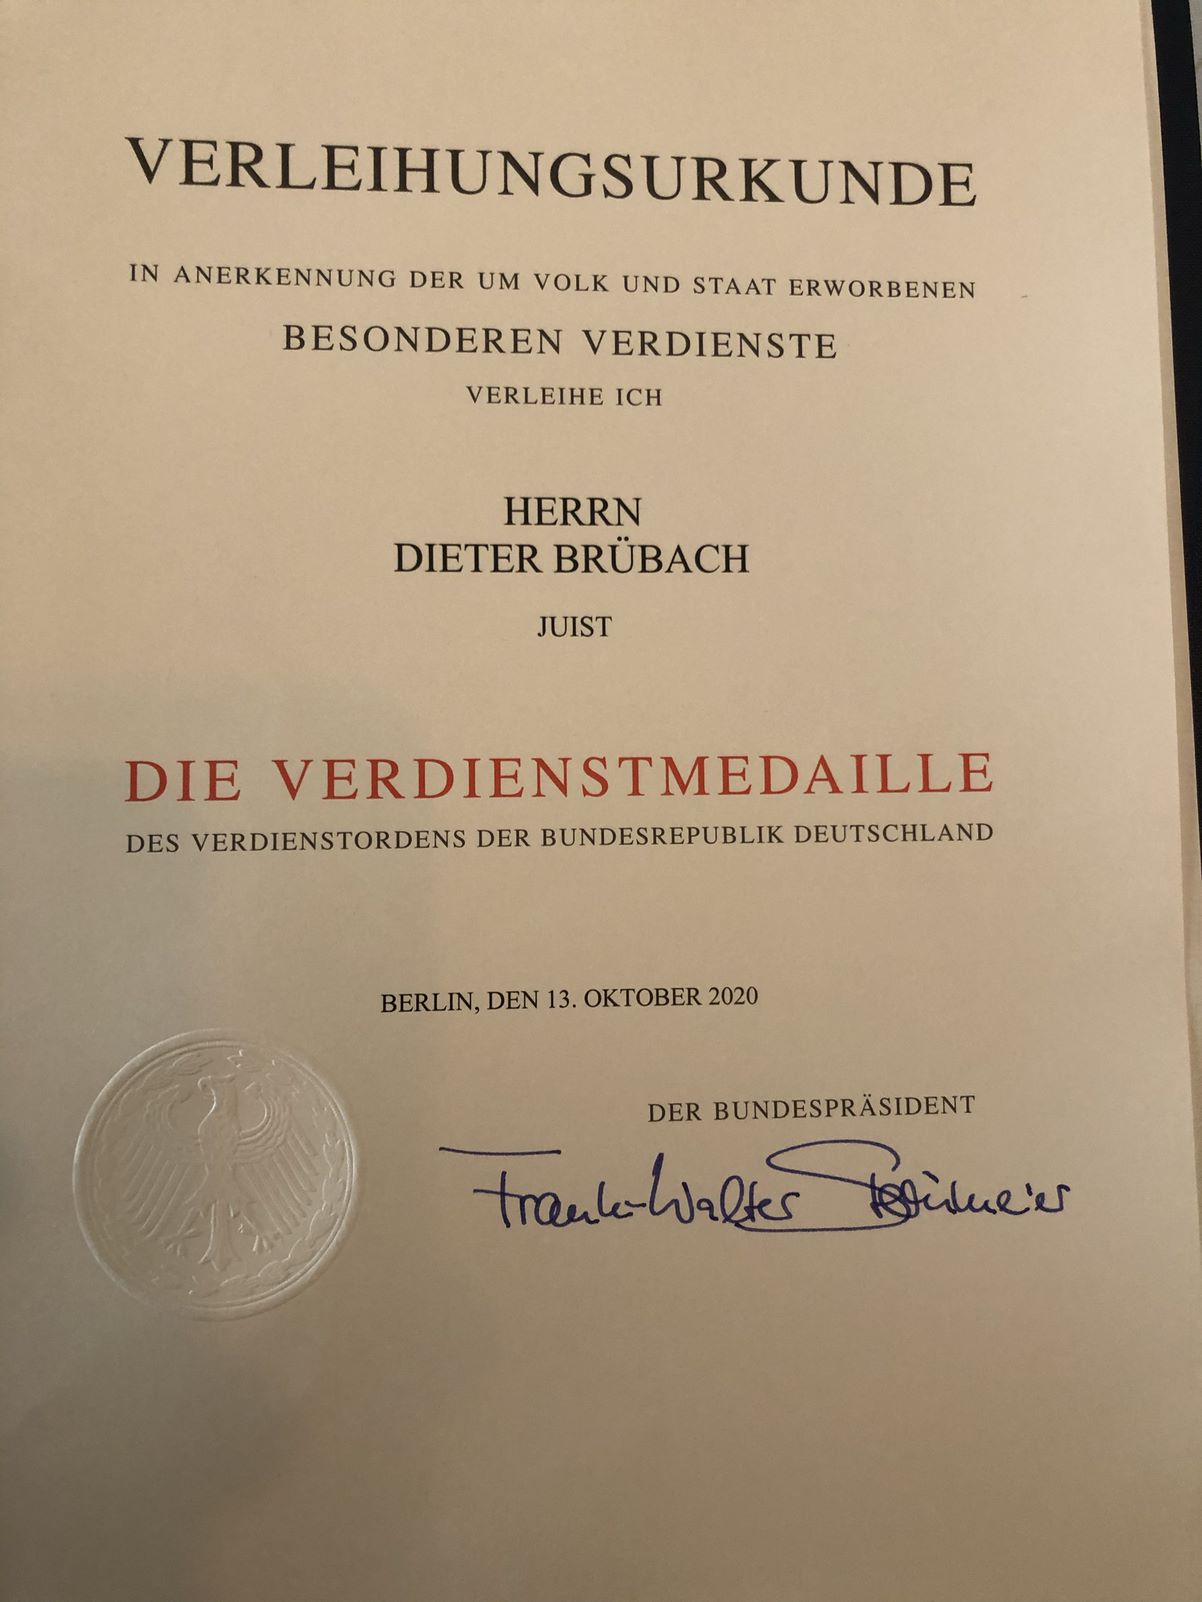 VERLEIHUNGSURKUNDE
IN ANERKENNUNG DER UM VOLK UND STAAT ERWORBENEN
BESONDEREN VERDIENSTE
VERLEIHE ICH
HERRN
DIETER BRÜBACH
JUIST
DIE VERDIENSTMEDAILLE
DES VERDIENSTORDENS DER BUNDESREPUBLIK DEUTSCHLAND
BERLIN, DEN 13. OKTOBER 2020
DER BUNDESPRÄSIDENT
Frank-Walter Steinmeier